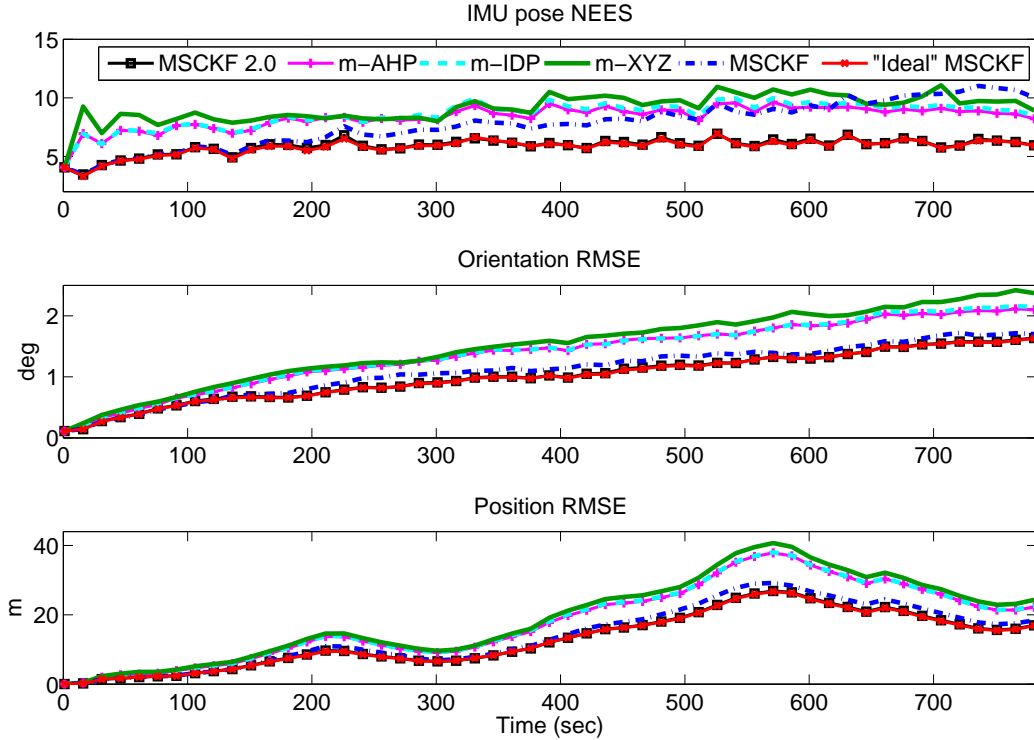 IMU pose NEES
15
10
5
MSCKF 2.0 m−AHP m−IDP m−XYZ MSCKF "Ideal" MSCKF
0 100 200 300 400 500 600 700
Orientation RMSE
deg
2
1
0
0 100 200 300 400 500 600 700
Position RMSE
m
40
20
0
0 100 200 300 400 500 600 700
Time (sec)